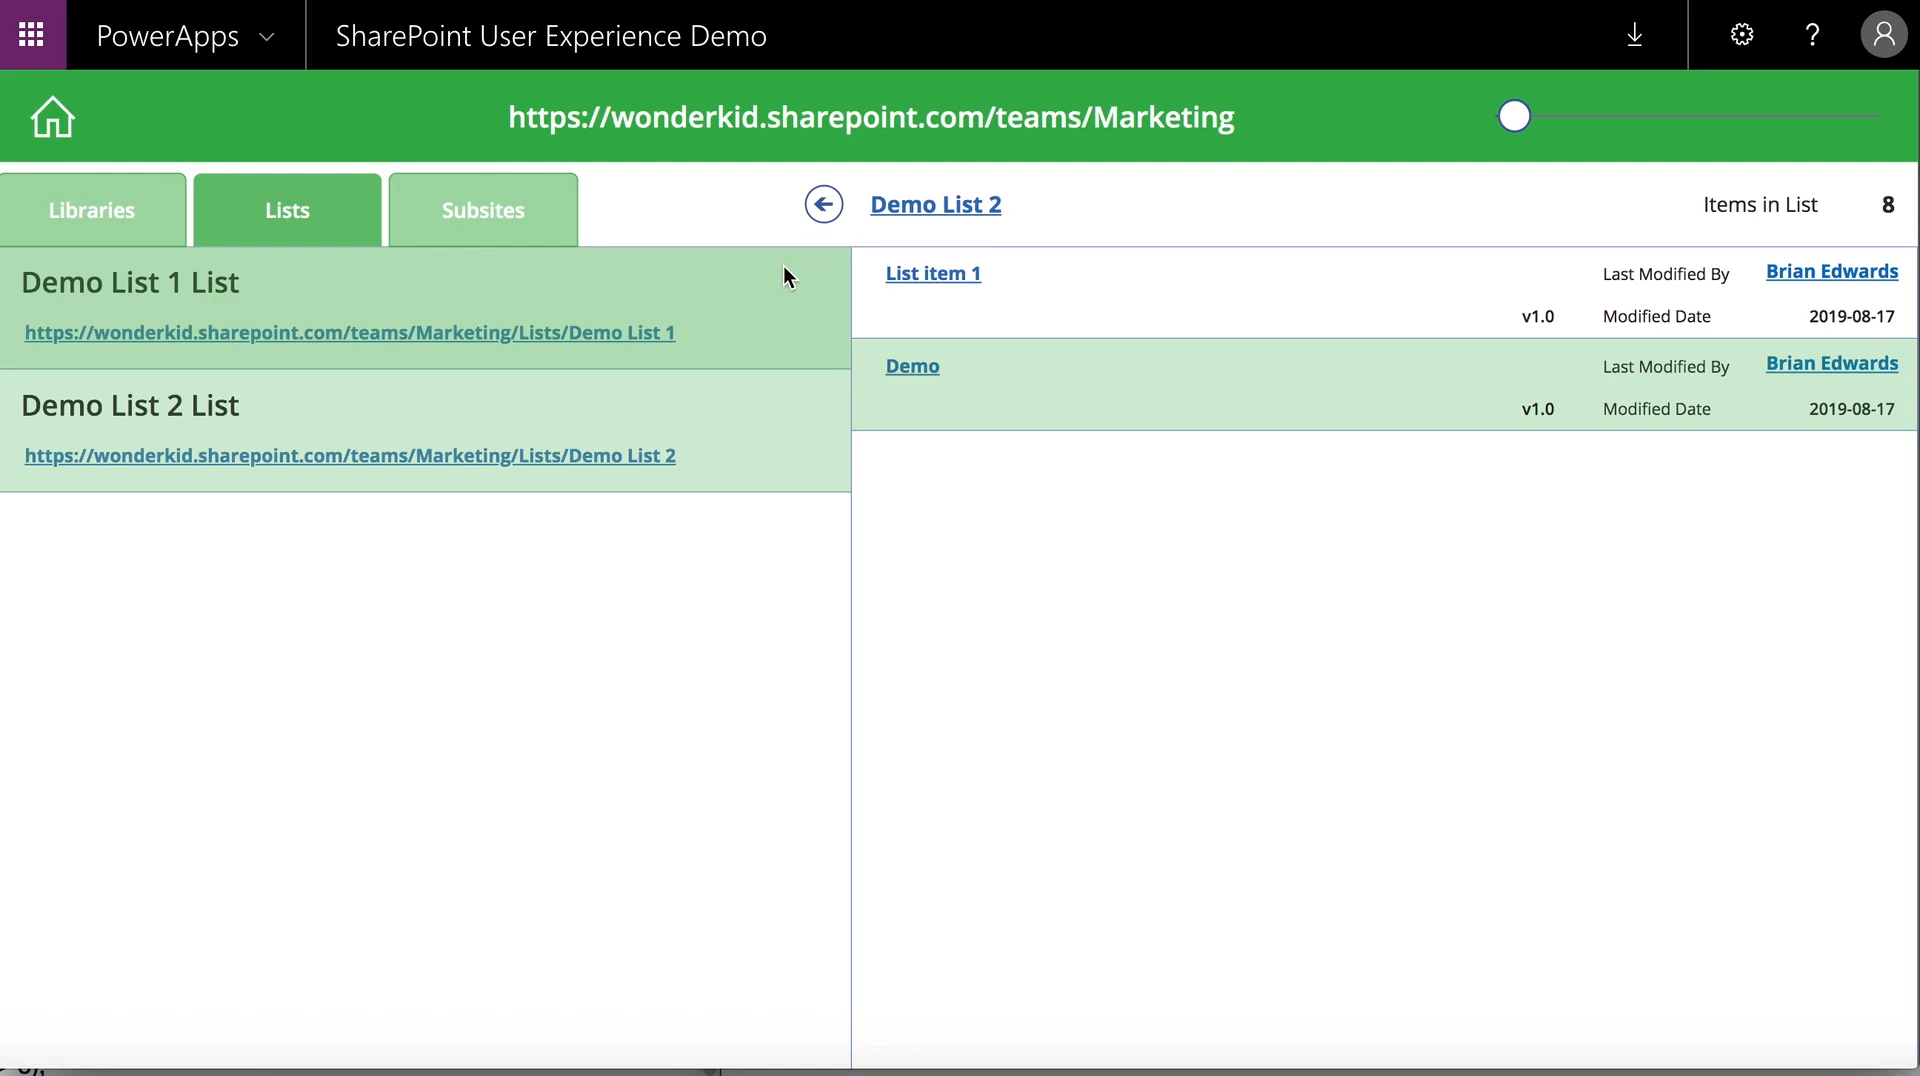 PowerApps
SharePoint User Experience Demo
?
https://wonderkid.sharepoint.com/teams/Marketing
Libraries
Lists
Subsites
Demo List 2
Items in List 8
Demo List 1 List
https://wonderkid.sharepoint.com/teams/Marketing/Lists/Demo List 1
Demo List 2 List
https://wonderkid.sharepoint.com/teams/Marketing/Lists/Demo List 2
List item 1
Last Modified By Brian Edwards
v1.0 Modified Date 2019-08-17
Demo
Last Modified By Brian Edwards
v1.0 Modified Date 2019-08-17